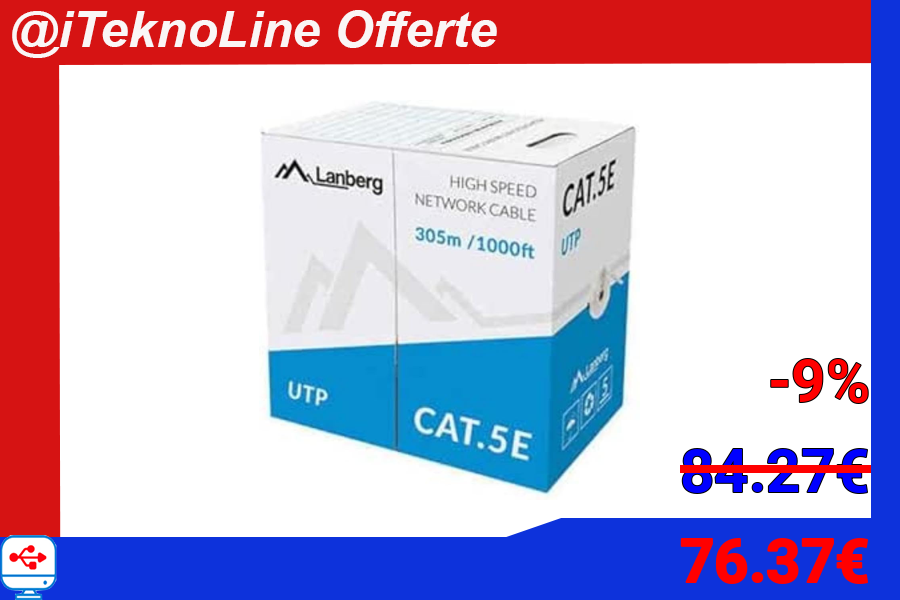 @iTeknoLine Offerte
Lanberg
HIGH SPEED
NETWORK CABLE
305m /1000ft
CAT.5E
UTP
UTP
CAT.5E
Lanberg
5
-9%
84.27€
76.37€